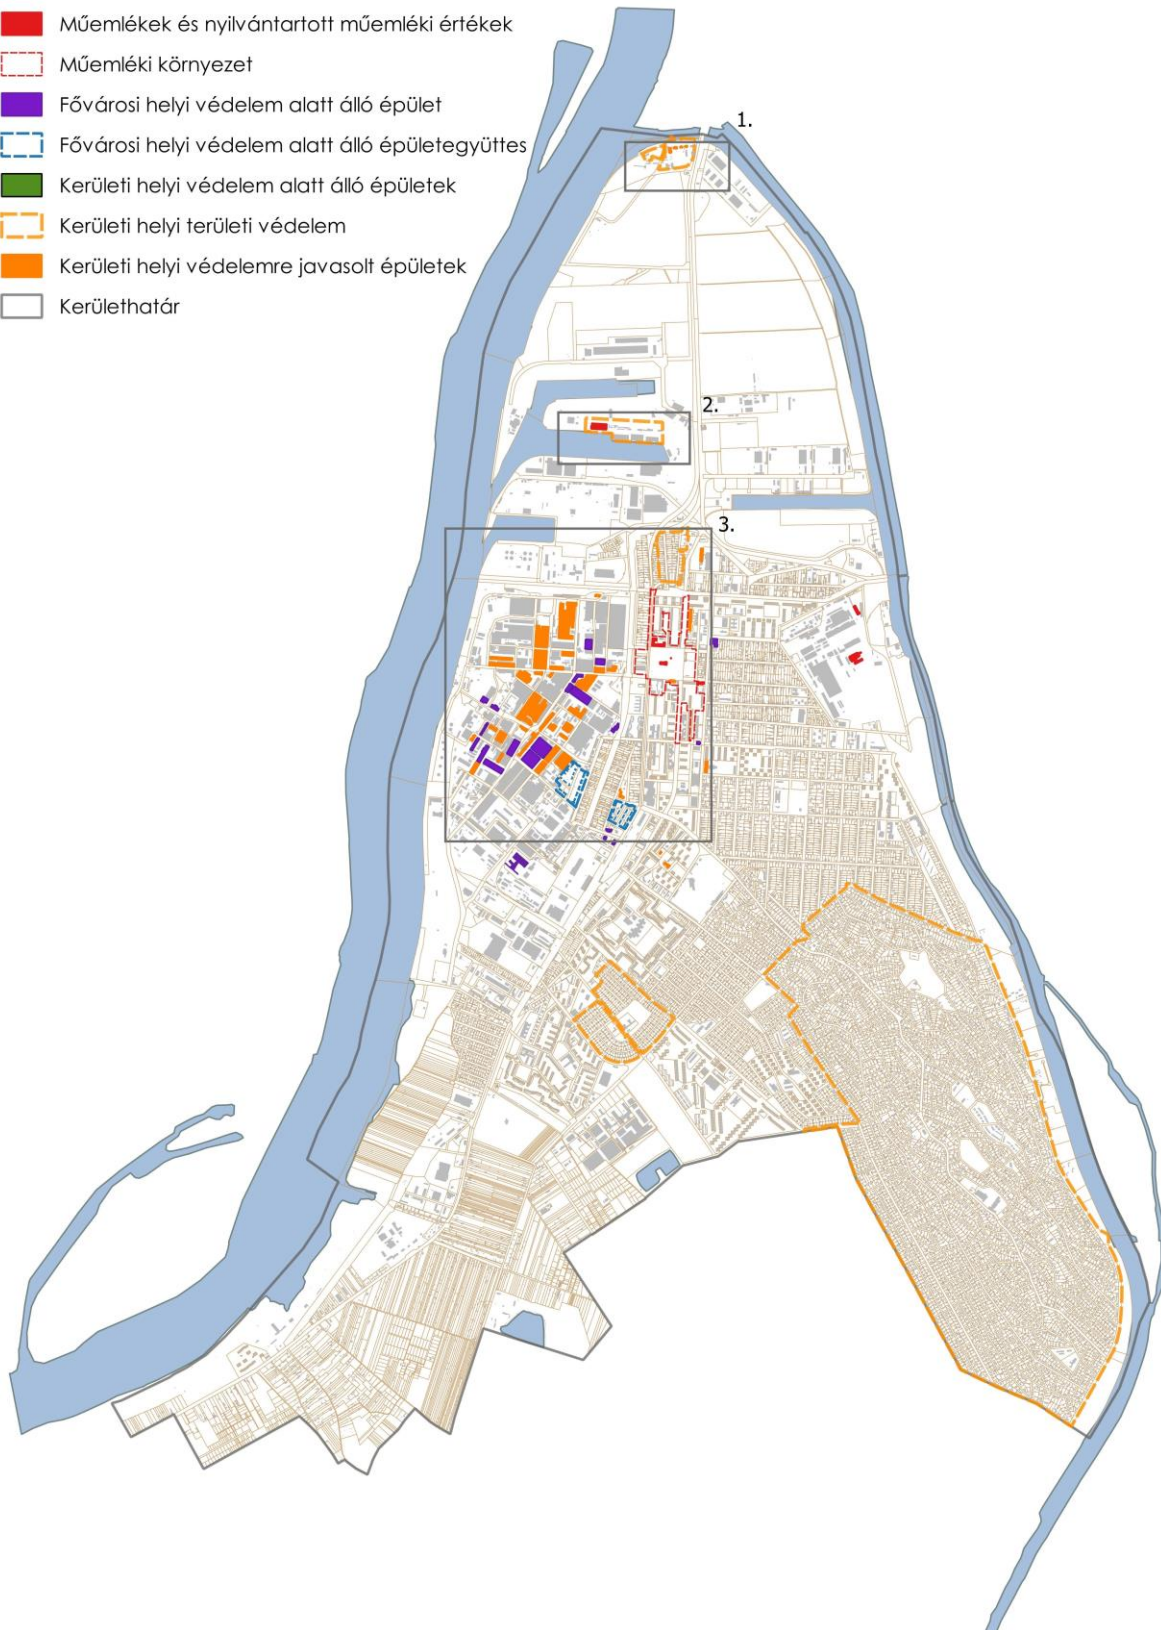 Műemlékek és nyilvántartott műemléki értékek
Műemléki környezet
Fővárosi helyi védelem alatt álló épület
Fővárosi helyi védelem alatt álló épületegyüttes
Kerületi helyi védelem alatt álló épületek
Kerületi helyi területi védelem
Kerületi helyi védelemre javasolt épületek
Kerülethatár
1.
2.
3.